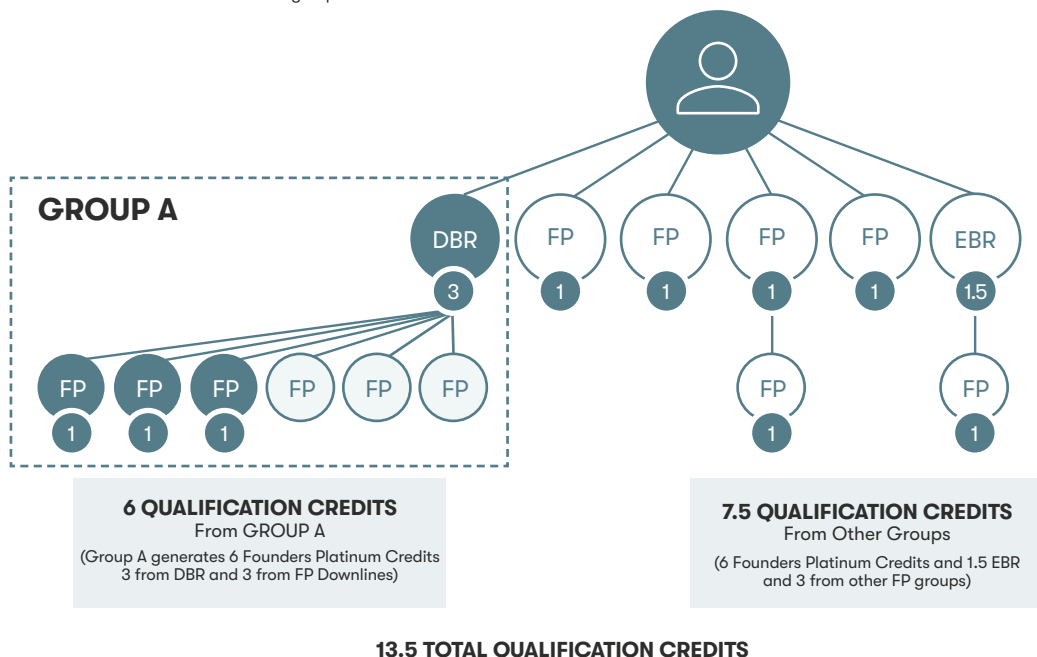 GROUP A
DBR
FP
FP
FP
FP
EBR
3
1
1
1
1
1.5
FP
FP
FP
FP
FP
FP
FP
FP
1
1
1
1
1
6 QUALIFICATION CREDITS
From GROUP A
(Group A generates 6 Founders Platinum Credits
3 from DBR and 3 from FP Downlines)
7.5 QUALIFICATION CREDITS
From Other Groups
(6 Founders Platinum Credits and 1.5 EBR
and 3 from other FP groups)
13.5 TOTAL QUALIFICATION CREDITS